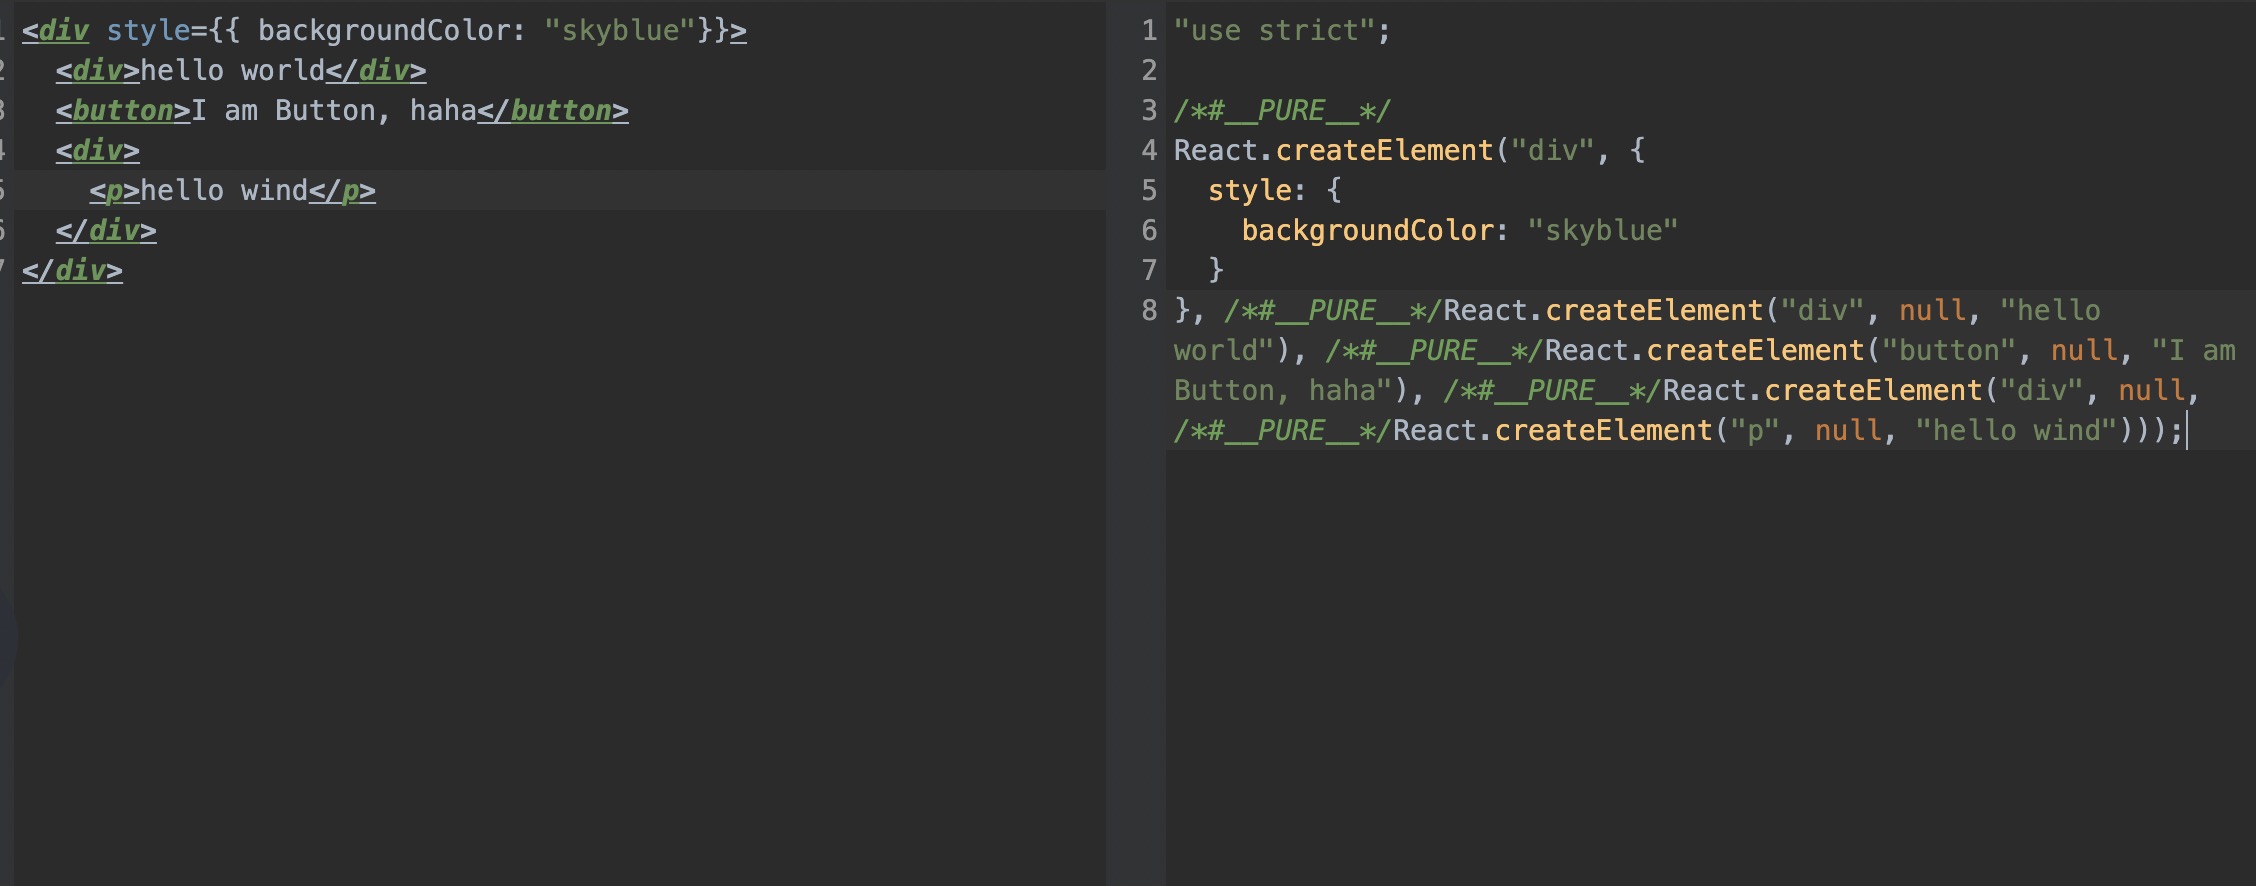 1 <div style={{ backgroundColor: "skyblue"}}>
2   <div>hello world</div>
3   <button>I am Button, haha</button>
4   <div>
5     <p>hello wind</p>
6   </div>
7 </div>
1 "use strict";
2
3 /*#__PURE__*/
4 React.createElement("div", {
5   style: {
6     backgroundColor: "skyblue"
7   }
8 }, /*#__PURE__*/React.createElement("div", null, "hello
world"), /*#__PURE__*/React.createElement("button", null, "I am
Button, haha"), /*#__PURE__*/React.createElement("div", null,
/*#__PURE__*/React.createElement("p", null, "hello wind")));